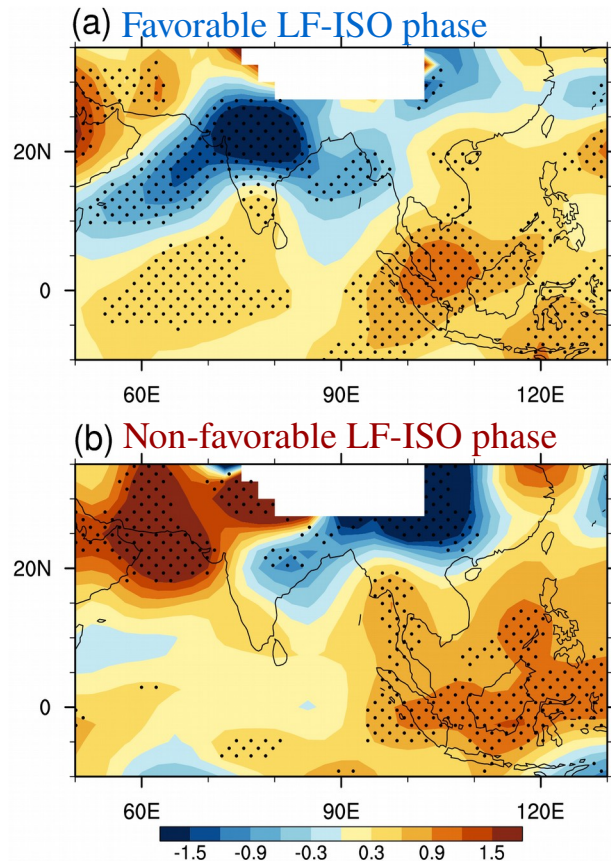 (a) Favorable LF-ISO phase
20N
0
60E 90E 120E
(b) Non-favorable LF-ISO phase
20N
0
60E 90E 120E
-1.5 -0.9 -0.3 0.3 0.9 1.5